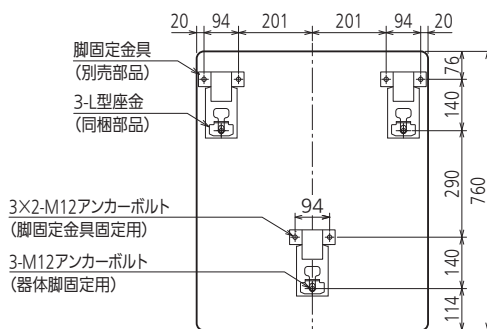 20 94 201 201 94 20
脚固定金具
(別売部品)
3-L型座金
(同梱部品)
76
140
290
760
3×2-M12アンカーボルト
(脚固定金具固定用)
94
3-M12アンカーボルト
(器体脚固定用)
140
114